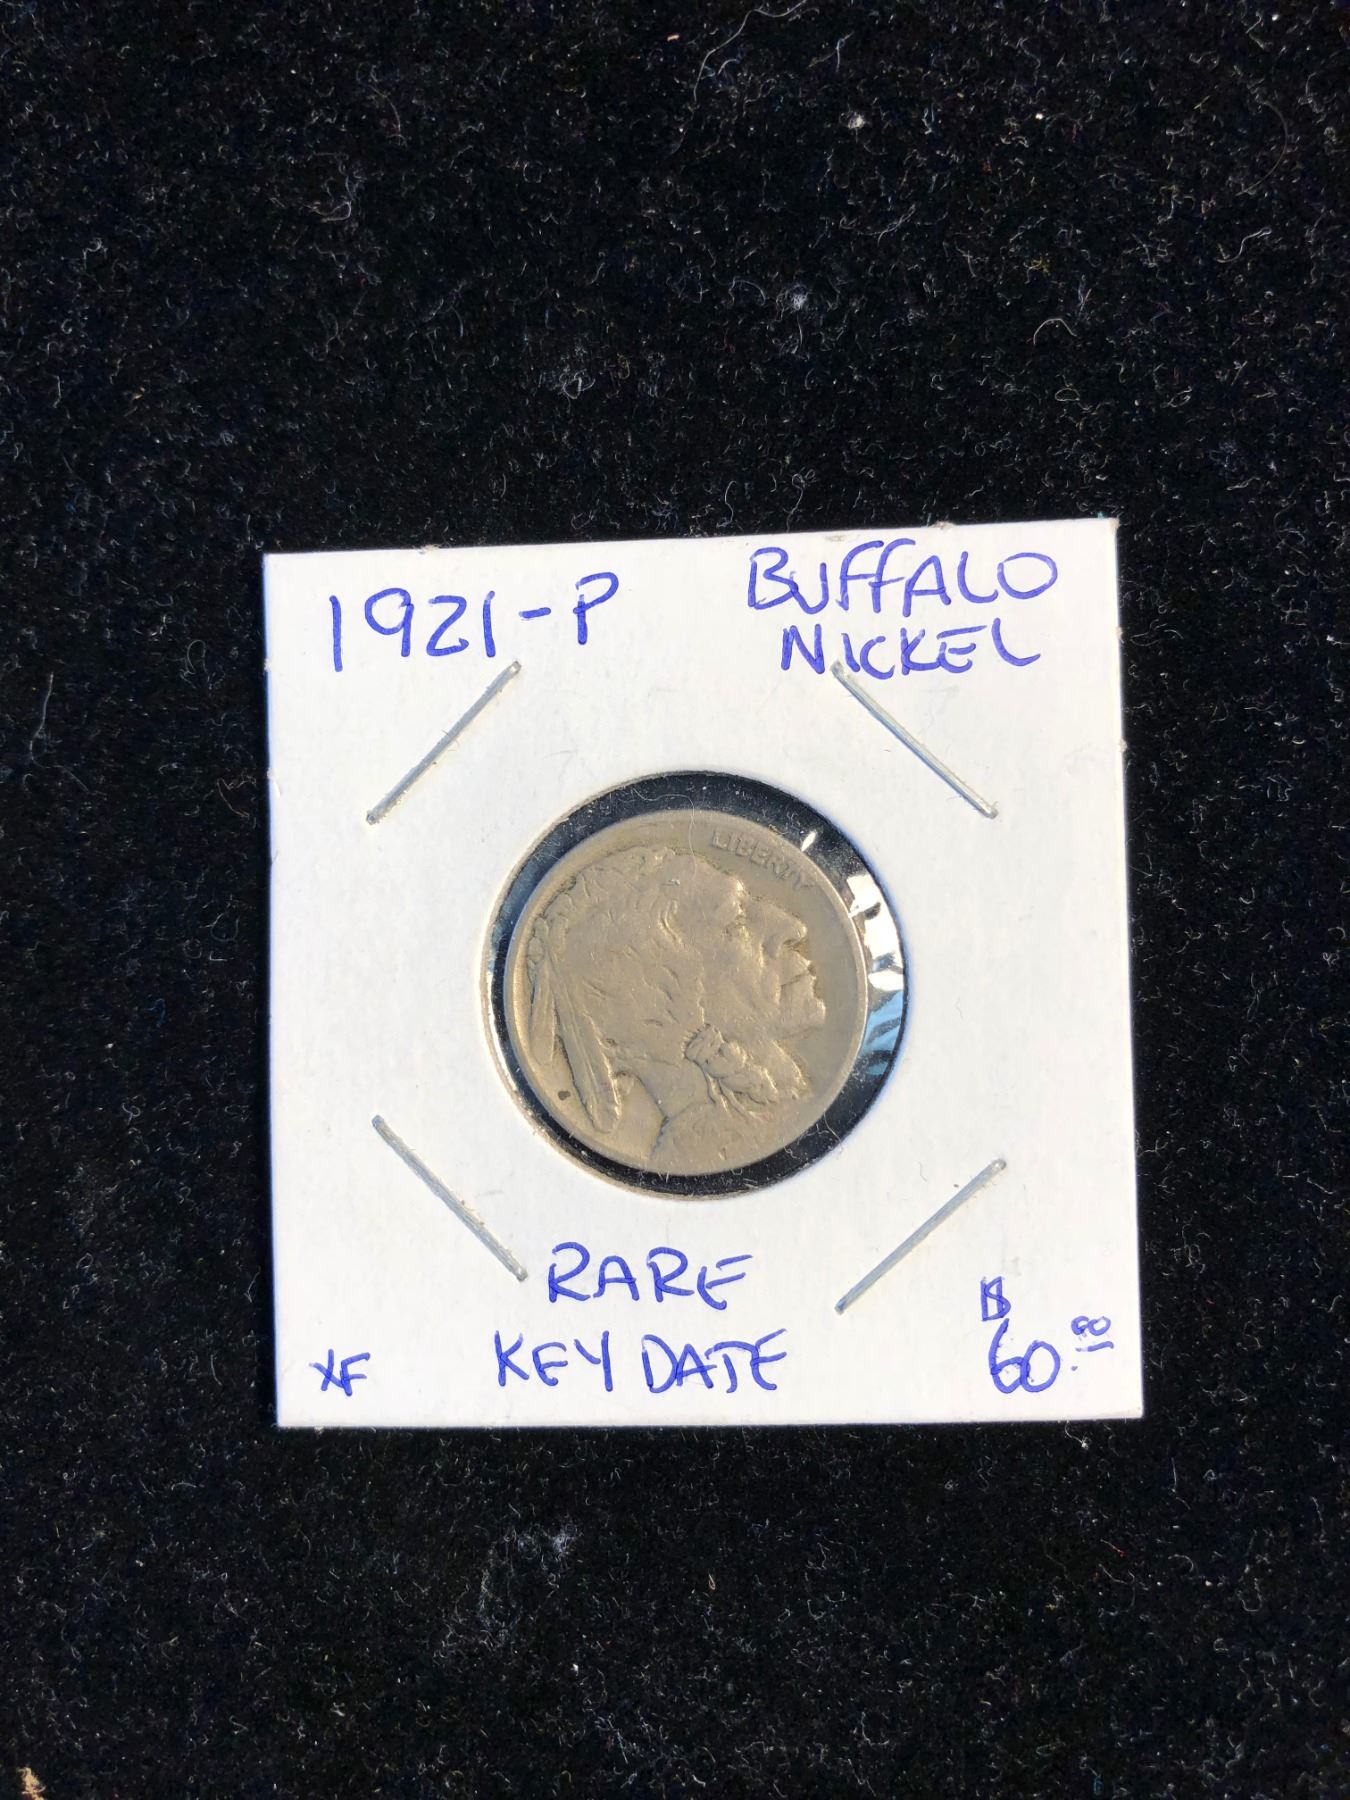 1921-P
BUFFALO
NICKEL
LIBERTY
RARE
KEY DATE
XF
$
60.00